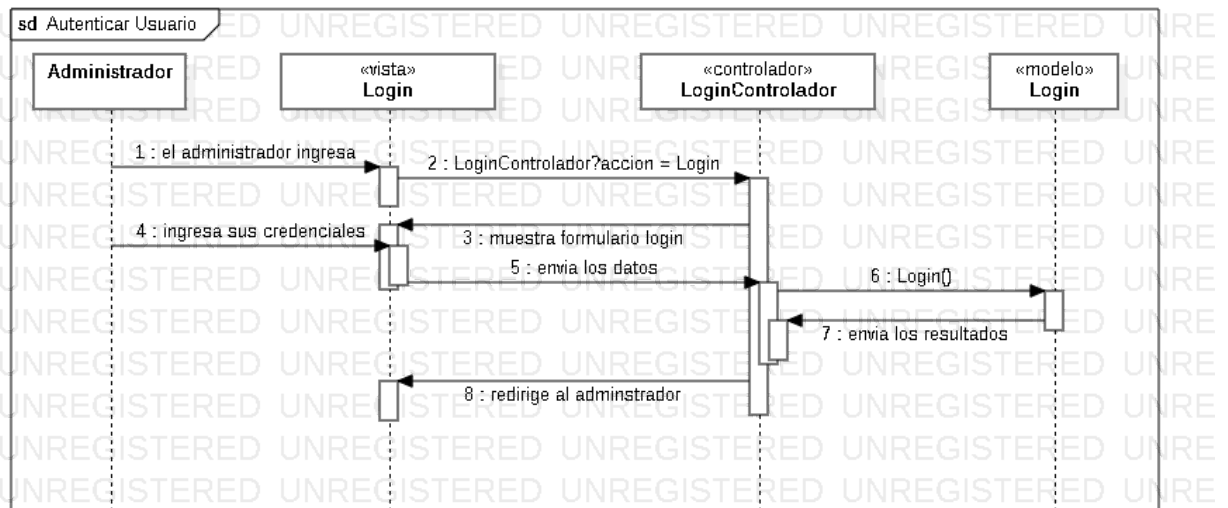 sd Autenticar Usuario
Administrador
«vista»
Login
«controlador»
LoginControlador
«modelo»
Login
1 : el administrador ingresa
2 : LoginControlador?accion = Login
3 : muestra formulario login
4 : ingresa sus credenciales
5 : envia los datos
6 : Login()
7 : envia los resultados
8 : redirige al adminstrador
UNREGISTERED